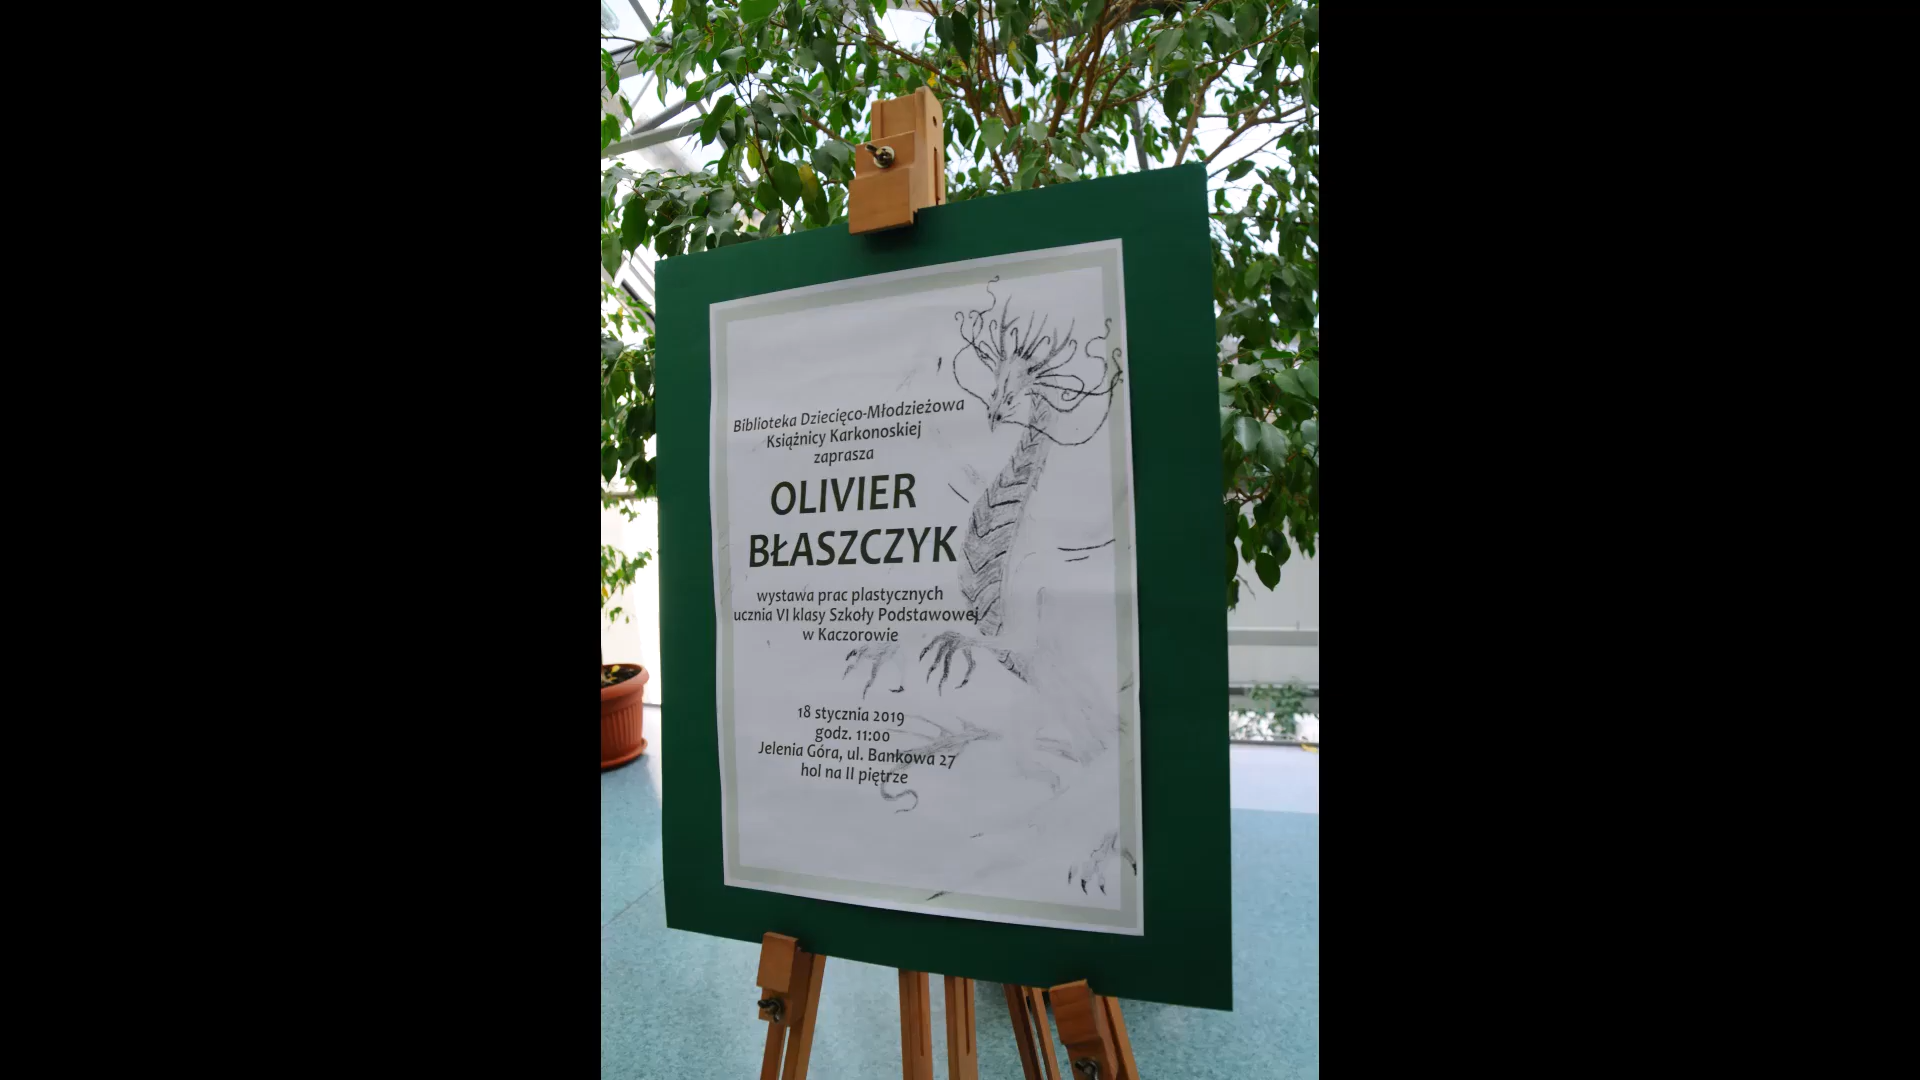 Biblioteka Dziecięco-Młodzieżowa
Książnicy Karkonoskiej
zaprasza
OLIVIER
BŁASZCZYK
wystawa prac plastycznych
ucznia VI klasy Szkoły Podstawowej
w Kaczorowie
18 stycznia 2019
godz. 11:00
Jelenia Góra, ul. Bankowa 27
hol na II piętrze